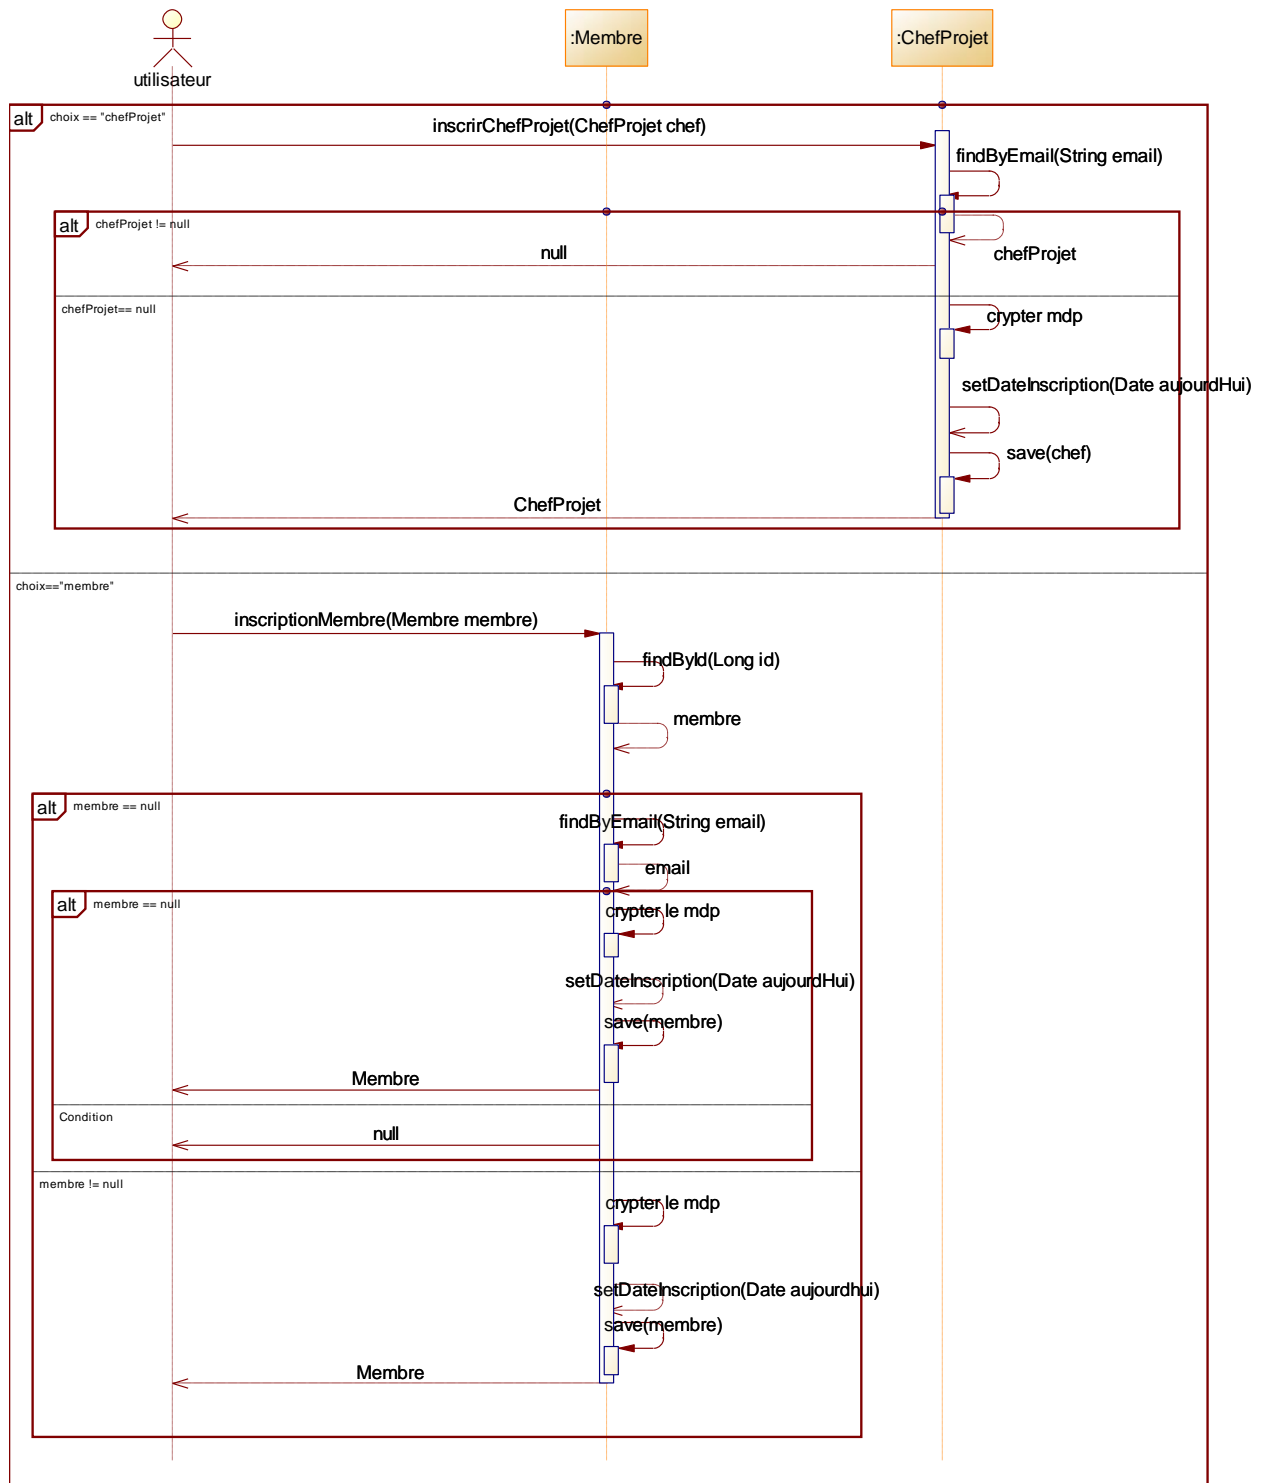 utilisateur
:Membre
:ChefProjet
alt
choix == "chefProjet"
inscrirChefProjet(ChefProjet chef)
findByEmail(String email)
alt
chefProjet != null
chefProjet
null
chefProjet== null
crypter mdp
setDateInscription(Date aujourdHui)
save(chef)
ChefProjet
choix=="membre"
inscriptionMembre(Membre membre)
findById(Long id)
membre
alt
membre == null
findByEmail(String email)
email
alt
membre == null
crypter le mdp
setDateInscription(Date aujourdHui)
save(membre)
Membre
Condition
null
membre != null
crypter le mdp
setDateInscription(Date aujourdhui)
save(membre)
Membre